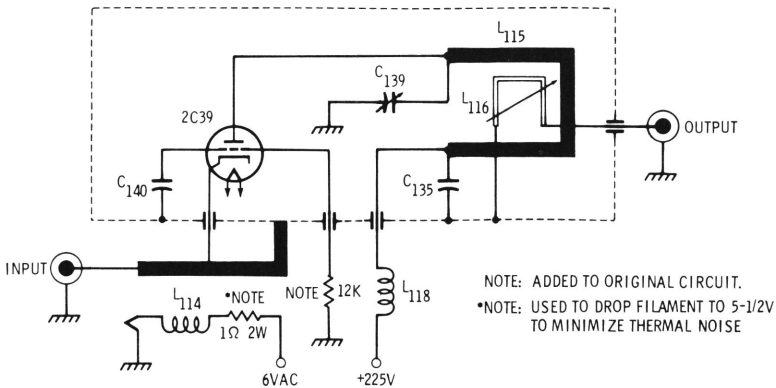 L115
C139
2C39
L116
OUTPUT
C140
C135
INPUT
NOTE: ADDED TO ORIGINAL CIRCUIT.
NOTE 12K
L118
L114
*NOTE
*NOTE: USED TO DROP FILAMENT TO 5-1/2V
TO MINIMIZE THERMAL NOISE
1Ω 2W
6VAC
+225V